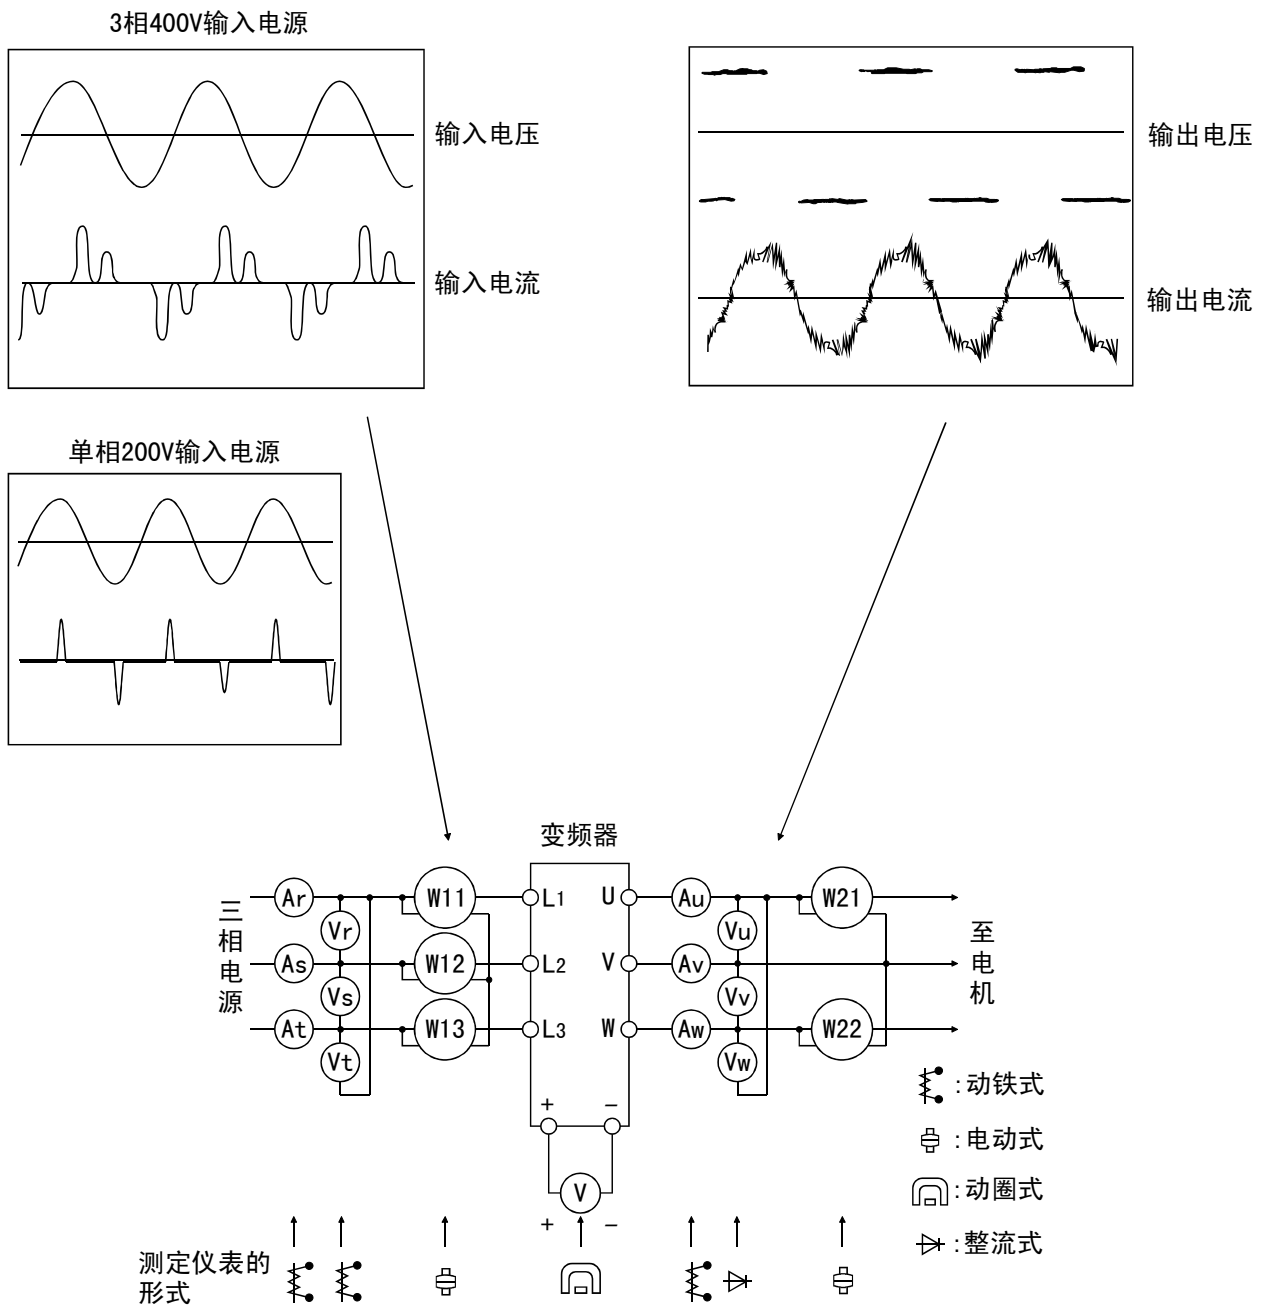 3相400V输入电源
输入电压
输入电流
输出电压
输出电流
单相200V输入电源
变频器
三相电源
Ar
As
At
Vr
Vs
Vt
W11
W12
W13
L1
L2
L3
U
V
W
Au
Av
Aw
Vu
Vv
Vw
W21
W22
至电机
+ −
V
+ −
:动铁式
:电动式
:动圈式
:整流式
测定仪表的
形式